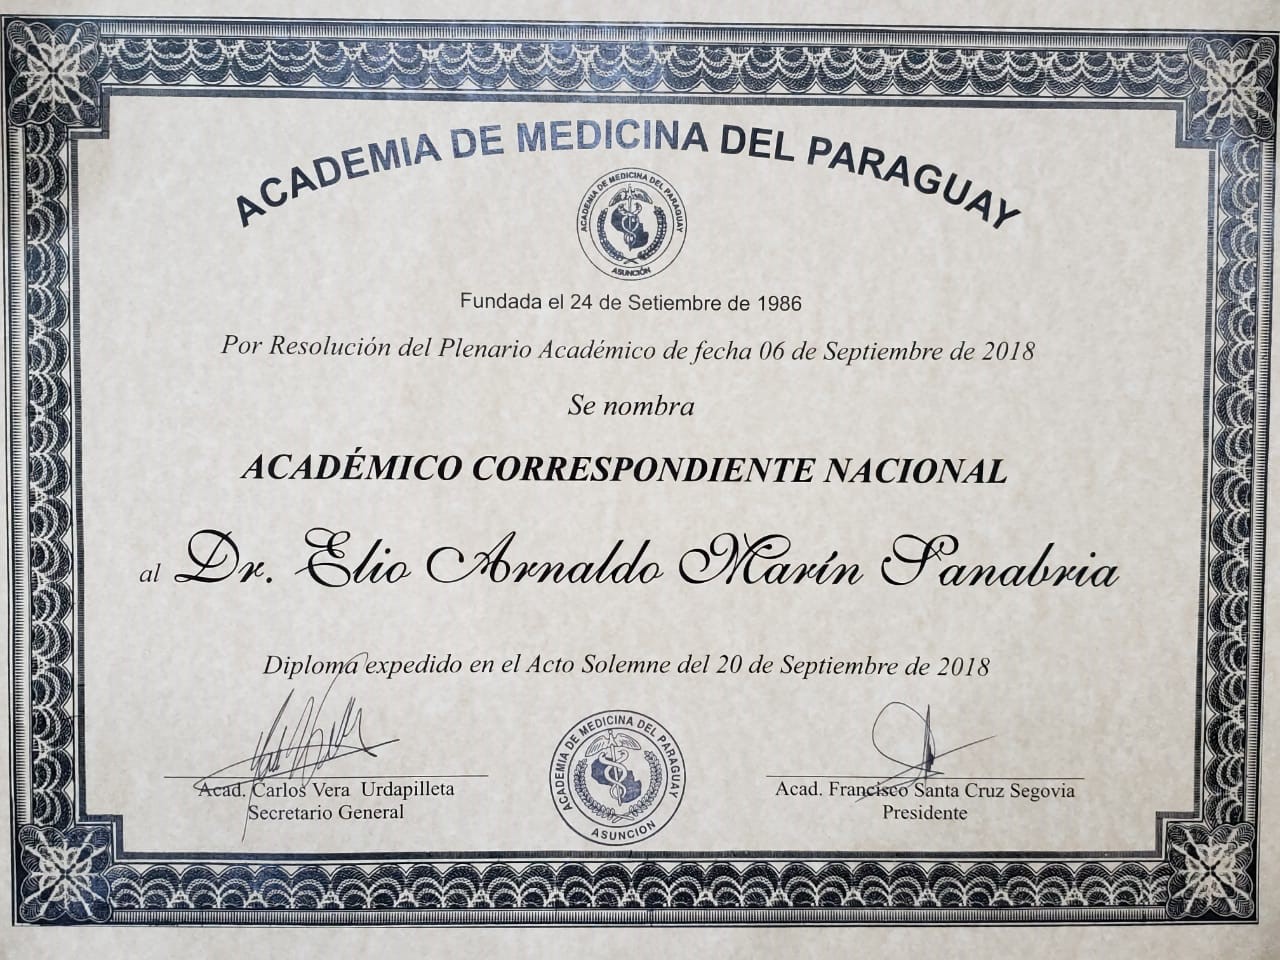 ACADEMIA DE MEDICINA DEL PARAGUAY
ACADEMIA DE MEDICINA DEL PARAGUAY
ASUNCIÓN
Fundada el 24 de Setiembre de 1986
Por Resolución del Plenario Académico de fecha 06 de Septiembre de 2018
Se nombra
ACADÉMICO CORRESPONDIENTE NACIONAL
al Dr. Elio Arnaldo Marín Sanabria
Diploma expedido en el Acto Solemne del 20 de Septiembre de 2018
Acad. Carlos Vera Urdapilleta
Secretario General
ACADEMIA DE MEDICINA DEL PARAGUAY
ASUNCION
Acad. Francisco Santa Cruz Segovia
Presidente